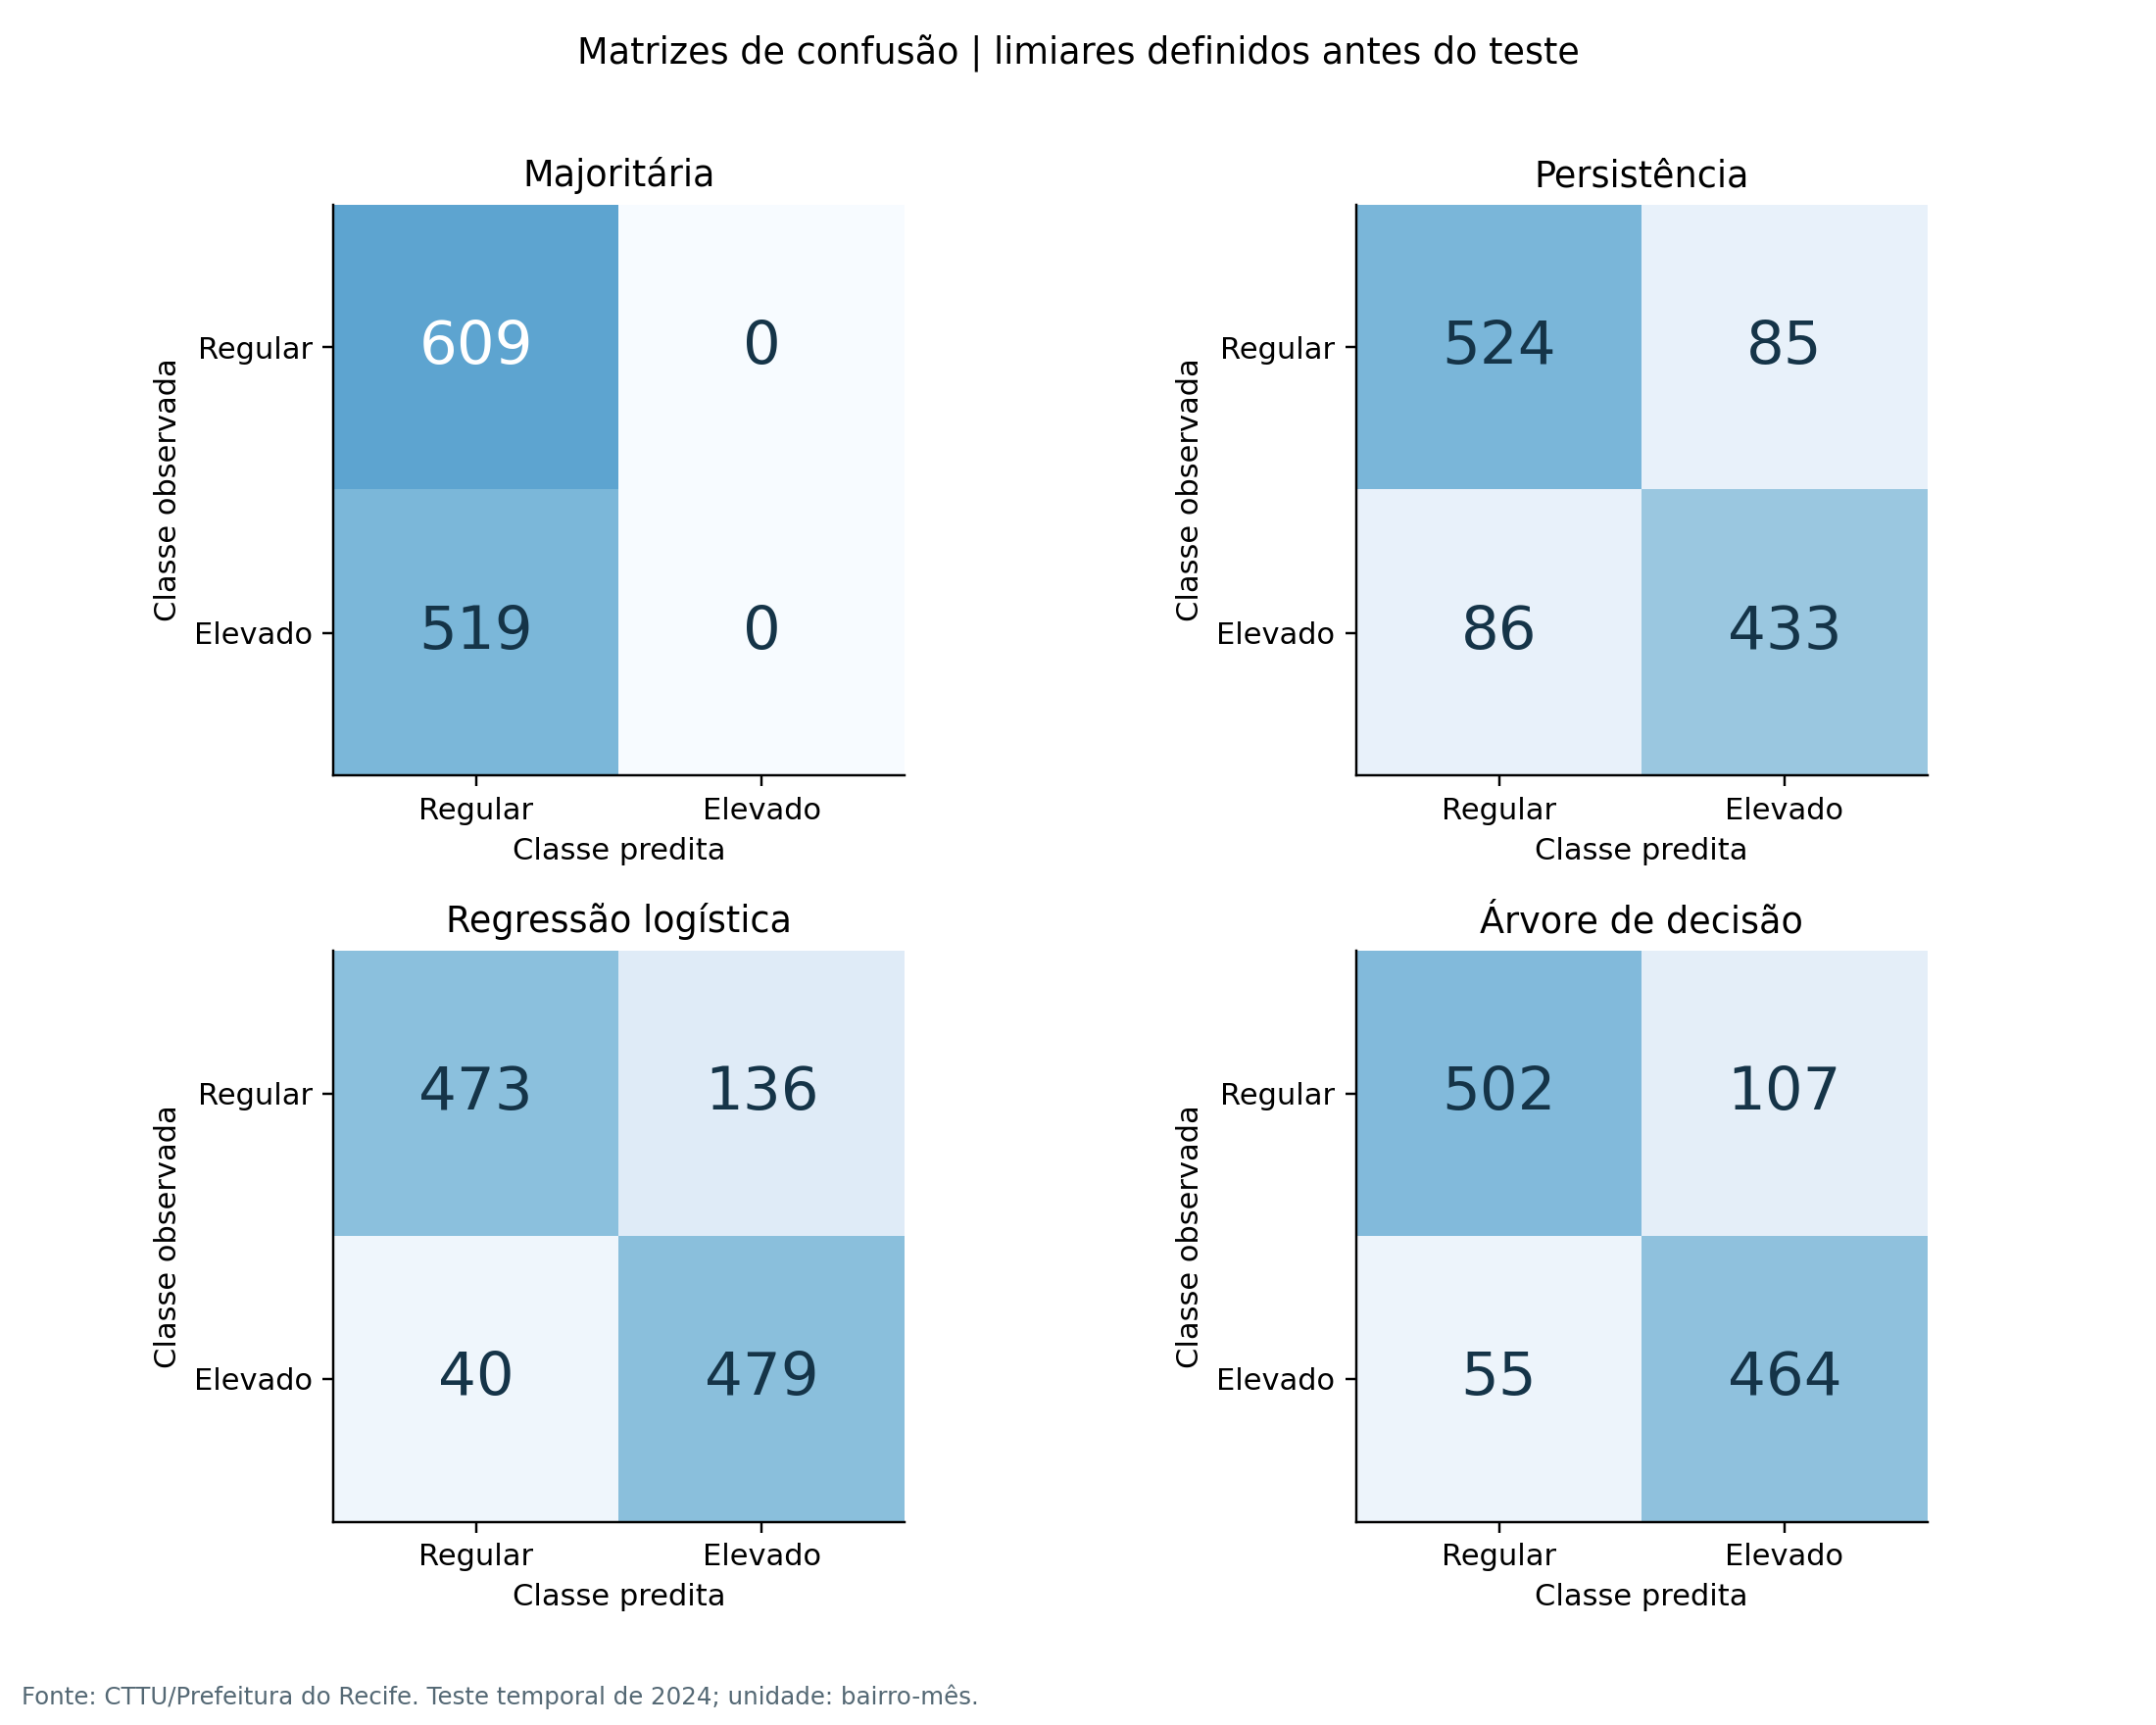 Matrizes de confusão | limiares definidos antes do teste
Majoritária
Classe observada
Regular
609
0
Elevado
519
0
Regular
Elevado
Classe predita
Persistência
Classe observada
Regular
524
85
Elevado
86
433
Regular
Elevado
Classe predita
Regressão logística
Classe observada
Regular
473
136
Elevado
40
479
Regular
Elevado
Classe predita
Árvore de decisão
Classe observada
Regular
502
107
Elevado
55
464
Regular
Elevado
Classe predita
Fonte: CTTU/Prefeitura do Recife. Teste temporal de 2024; unidade: bairro-mês.